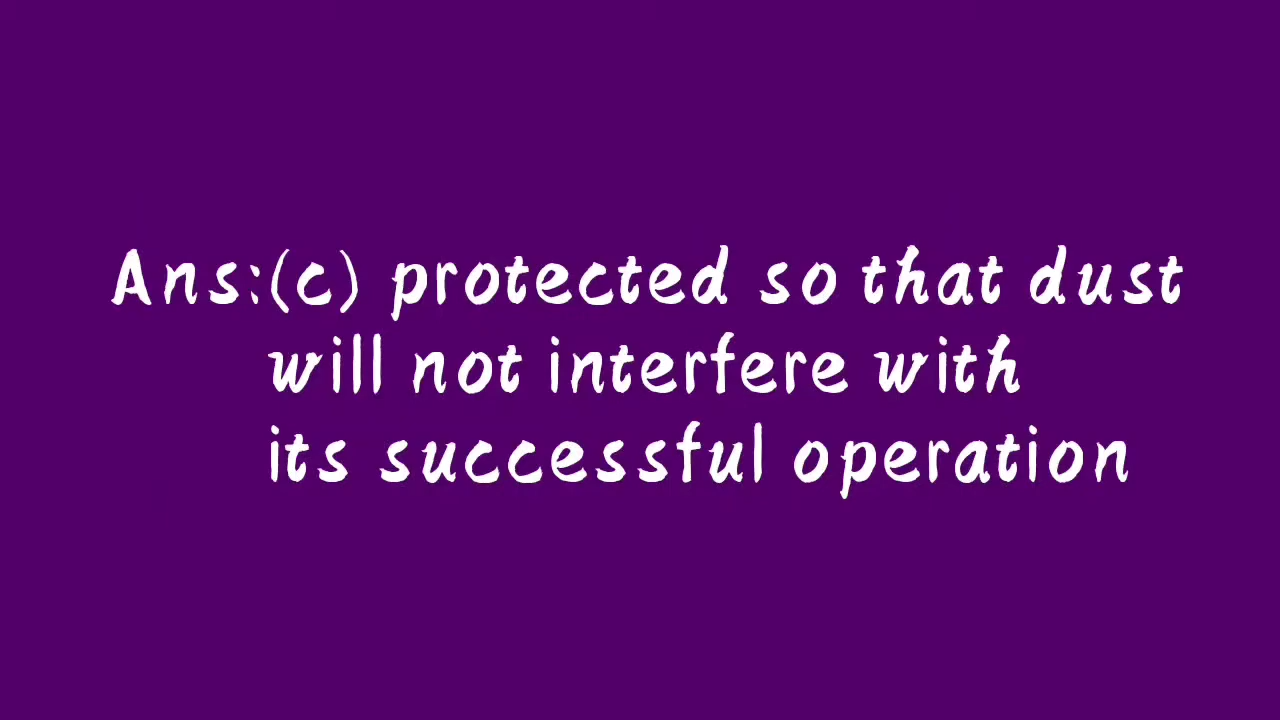 Ans:(c) protected so that dust
will not interfere with
its successful operation